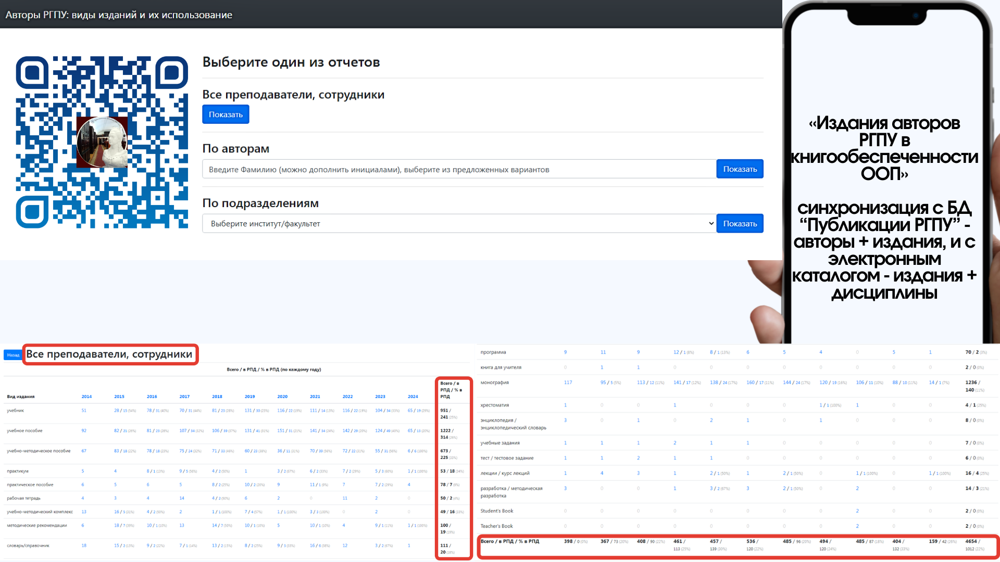 Авторы РГПУ: виды изданий и их использование
Выберите один из отчетов
Все преподаватели, сотрудники
Показать
По авторам
Введите Фамилию (можно дополнить инициалами), выберите из предложенных вариантов
Показать
По подразделениям
Выберите институт/факультет
Показать
«Издания авторов
РГПУ в
книгообеспеченности
ООП»
синхронизация с БД
“Публикации РГПУ” -
авторы + издания, и с
электронным
каталогом - издания +
дисциплины
Назад
Все преподаватели, сотрудники
Всего / в РПД / % в РПД (по каждому году)
Вид издания 2014 2015 2016 2017 2018 2019 2020 2021 2022 2023 2024 Всего / в РПД / % в РПД
учебник 51 28 / 15 (54%) 78 / 31 (40%) 70 / 31 (44%) 81 / 23 (28%) 131 / 30 (23%) 116 / 22 (19%) 111 / 14 (13%) 116 / 22 (19%) 104 / 34 (33%) 65 / 19 (29%) 951 / 241 (25%)
учебное пособие 92 82 / 21 (26%) 81 / 23 (28%) 107 / 34 (32%) 106 / 39 (37%) 131 / 41 (31%) 151 / 31 (21%) 141 / 34 (24%) 142 / 29 (20%) 124 / 49 (40%) 65 / 13 (20%) 1222 / 314 (26%)
учебно-методическое пособие 67 83 / 18 (22%) 78 / 18 (23%) 75 / 24 (32%) 71 / 33 (46%) 60 / 23 (38%) 36 / 11 (31%) 70 / 39 (56%) 72 / 22 (31%) 55 / 31 (56%) 6 / 6 (100%) 673 / 225 (33%)
практикум 5 4 8 / 1 (13%) 9 / 5 (56%) 4 / 2 (50%) 1 3 / 2 (67%) 6 / 2 (33%) 7 / 2 (29%) 5 / 3 (60%) 1 / 1 (100%) 53 / 18 (34%)
практическое пособие 6 5 6 5 8 / 2 (25%) 10 / 2 (20%) 9 11 / 1 (9%) 7 7 / 2 (29%) 4 78 / 7 (9%)
рабочая тетрадь 4 3 4 14 4 / 2 (50%) 6 2 0 11 2 0 50 / 2 (4%)
учебно-методический комплекс 13 16 / 5 (31%) 4 / 2 (50%) 2 1 / 1 (100%) 7 / 4 (57%) 1 / 1 (100%) 3 / 3 (100%) 0 2 0 49 / 16 (33%)
методические рекомендации 6 18 / 7 (39%) 10 / 1 (10%) 13 14 / 7 (50%) 10 / 1 (10%) 5 10 / 1 (10%) 4 9 / 1 (11%) 1 / 1 (100%) 100 / 19 (19%)
словарь/справочник 18 15 / 2 (13%) 9 / 2 (22%) 7 / 1 (14%) 13 / 2 (15%) 8 / 2 (25%) 9 / 3 (33%) 16 / 6 (38%) 12 3 / 2 (67%) 1 111 / 20 (18%)
программа 9 11 9 12 / 1 (8%) 8 / 1 (13%) 6 5 4 0 5 1 70 / 2 (3%)
книга для учителя 0 1 1 0 0 0 0 0 0 0 0 2 / 0 (0%)
монография 117 95 / 5 (5%) 113 / 12 (11%) 141 / 17 (12%) 138 / 24 (17%) 160 / 17 (11%) 144 / 24 (17%) 120 / 19 (16%) 106 / 11 (10%) 88 / 10 (11%) 14 / 1 (7%) 1236 / 140 (11%)
хрестоматия 1 0 0 1 0 0 0 1 / 1 (100%) 1 0 0 4 / 1 (25%)
энциклопедия / энциклопедический словарь 3 0 1 0 2 1 0 1 0 0 0 8 / 0 (0%)
учебные задания 1 1 1 2 1 1 0 0 0 0 0 7 / 0 (0%)
тест / тестовое задание 1 1 2 1 1 0 0 0 0 0 0 6 / 0 (0%)
лекции / курс лекций 1 4 3 1 2 / 1 (50%) 1 2 / 1 (50%) 0 1 / 1 (100%) 0 1 / 1 (100%) 16 / 4 (25%)
разработка / методическая разработка 3 0 0 1 3 / 2 (67%) 3 2 / 1 (50%) 0 2 0 0 14 / 3 (21%)
Student's Book 0 0 0 0 0 0 0 0 2 0 0 2 / 0 (0%)
Teacher's Book 0 0 0 0 0 0 0 0 2 0 0 2 / 0 (0%)
Всего / в РПД / % в РПД 398 / 0 (0%) 367 / 73 (20%) 408 / 90 (22%) 461 / 113 (25%) 457 / 139 (30%) 536 / 120 (22%) 485 / 96 (20%) 494 / 120 (24%) 485 / 87 (18%) 404 / 132 (33%) 159 / 42 (26%) 4654 / 1012 (22%)